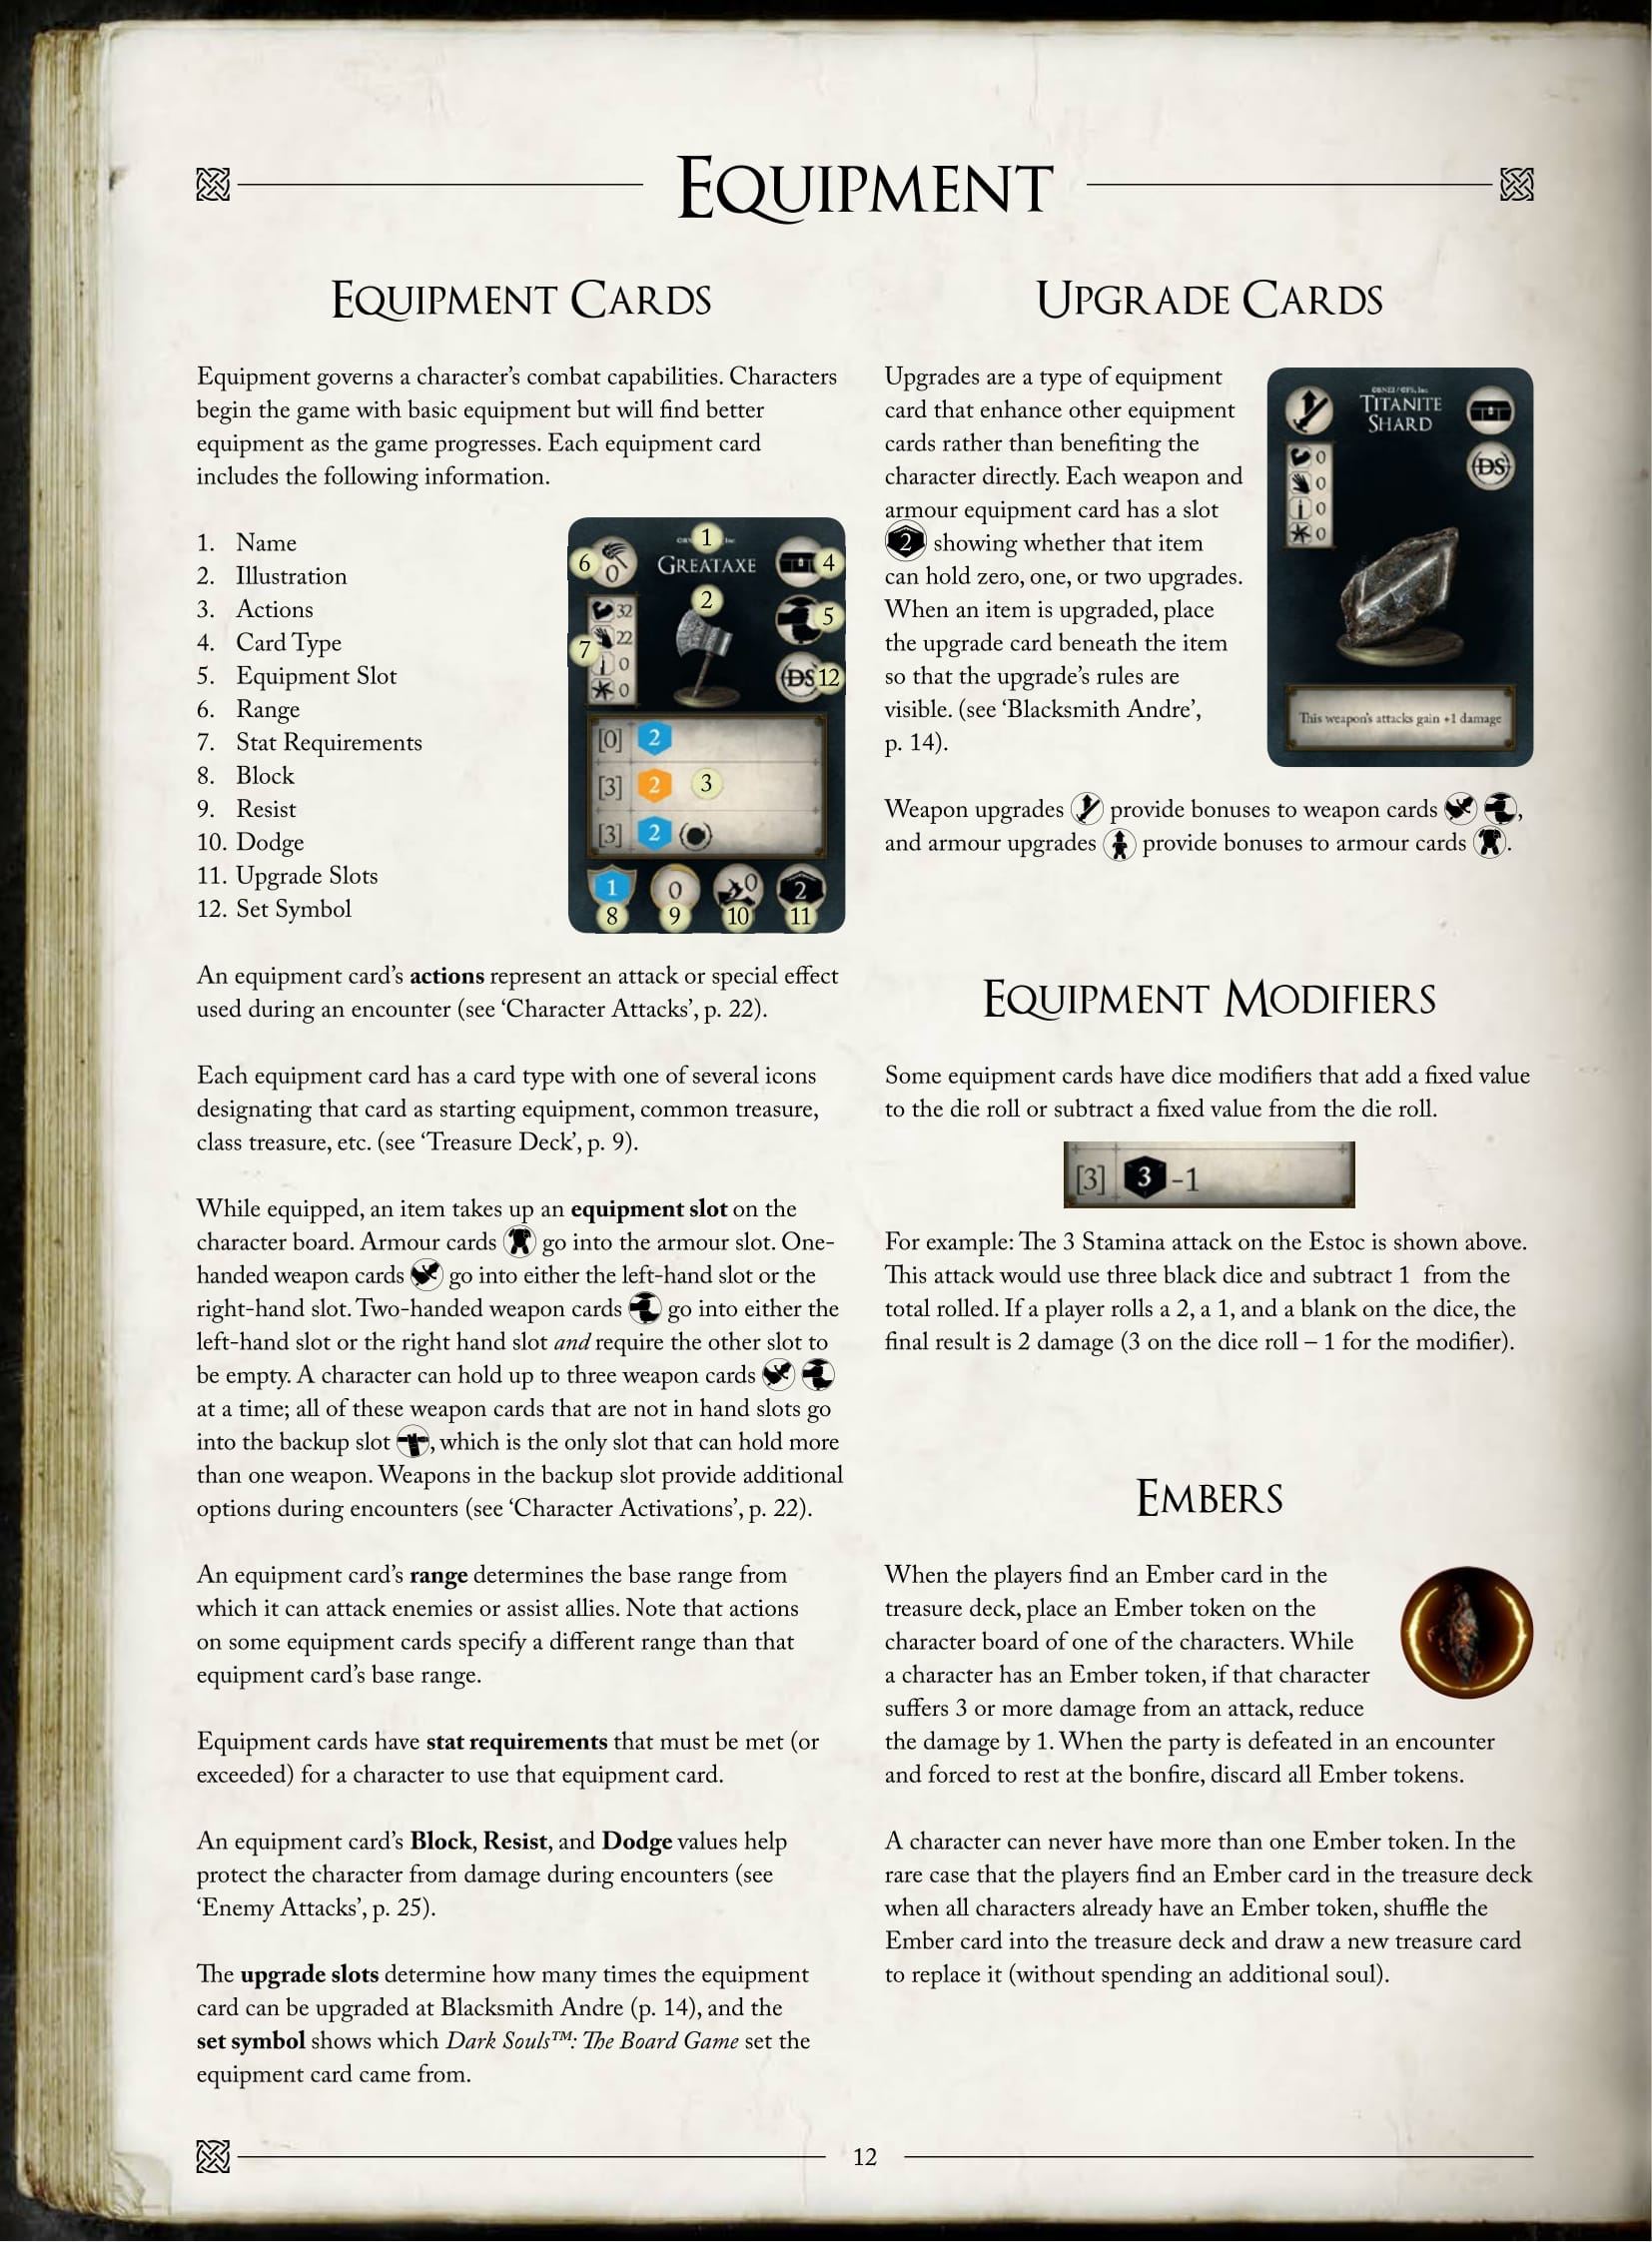 EQUIPMENT
EQUIPMENT CARDS
Equipment governs a character’s combat capabilities. Characters
begin the game with basic equipment but will find better
equipment as the game progresses. Each equipment card
includes the following information.
1. Name
2. Illustration
3. Actions
4. Card Type
5. Equipment Slot
6. Range
7. Stat Requirements
8. Block
9. Resist
10. Dodge
11. Upgrade Slots
12. Set Symbol
1
6 0 GREATAXE 4
2
32 5
7 22
0 DS 12
0
[0] 2
[3] 2 3
[3] 2
1 0 0 2
8 9 10 11
An equipment card’s actions represent an attack or special effect
used during an encounter (see ‘Character Attacks’, p. 22).
Each equipment card has a card type with one of several icons
designating that card as starting equipment, common treasure,
class treasure, etc. (see ‘Treasure Deck’, p. 9).
While equipped, an item takes up an equipment slot on the
character board. Armour cards go into the armour slot. One-
handed weapon cards go into either the left-hand slot or the
right-hand slot. Two-handed weapon cards go into either the
left-hand slot or the right hand slot and require the other slot to
be empty. A character can hold up to three weapon cards
at a time; all of these weapon cards that are not in hand slots go
into the backup slot , which is the only slot that can hold more
than one weapon. Weapons in the backup slot provide additional
options during encounters (see ‘Character Activations’, p. 22).
An equipment card’s range determines the base range from
which it can attack enemies or assist allies. Note that actions
on some equipment cards specify a different range than that
equipment card’s base range.
Equipment cards have stat requirements that must be met (or
exceeded) for a character to use that equipment card.
An equipment card’s Block, Resist, and Dodge values help
protect the character from damage during encounters (see
‘Enemy Attacks’, p. 25).
The upgrade slots determine how many times the equipment
card can be upgraded at Blacksmith Andre (p. 14), and the
set symbol shows which Dark Souls™: The Board Game set the
equipment card came from.
UPGRADE CARDS
Upgrades are a type of equipment
card that enhance other equipment
cards rather than benefiting the
character directly. Each weapon and
armour equipment card has a slot
2 showing whether that item
can hold zero, one, or two upgrades.
When an item is upgraded, place
the upgrade card beneath the item
so that the upgrade’s rules are
visible. (see ‘Blacksmith Andre’,
p. 14).
TITANITE
SHARD
0
DS
0
0
0
This weapon's attacks gain +1 damage
Weapon upgrades provide bonuses to weapon cards ,
and armour upgrades provide bonuses to armour cards .
EQUIPMENT MODIFIERS
Some equipment cards have dice modifiers that add a fixed value
to the die roll or subtract a fixed value from the die roll.
[3] 3 -1
For example: The 3 Stamina attack on the Estoc is shown above.
This attack would use three black dice and subtract 1 from the
total rolled. If a player rolls a 2, a 1, and a blank on the dice, the
final result is 2 damage (3 on the dice roll – 1 for the modifier).
EMBERS
When the players find an Ember card in the
treasure deck, place an Ember token on the
character board of one of the characters. While
a character has an Ember token, if that character
suffers 3 or more damage from an attack, reduce
the damage by 1. When the party is defeated in an encounter
and forced to rest at the bonfire, discard all Ember tokens.
A character can never have more than one Ember token. In the
rare case that the players find an Ember card in the treasure deck
when all characters already have an Ember token, shuffle the
Ember card into the treasure deck and draw a new treasure card
to replace it (without spending an additional soul).
12